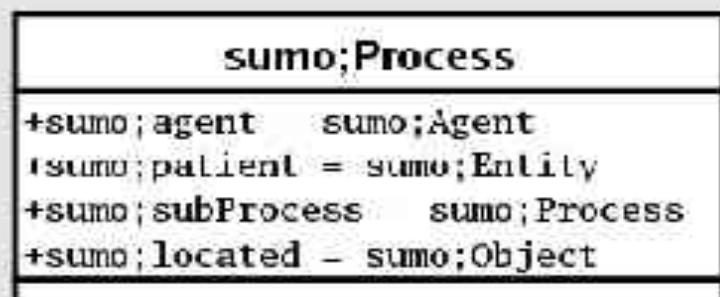 sumo;Process
+sumo;agent sumo;Agent
+sumo;patient = sumo;Entity
+sumo;subProcess sumo;Process
+sumo;located = sumo;Object